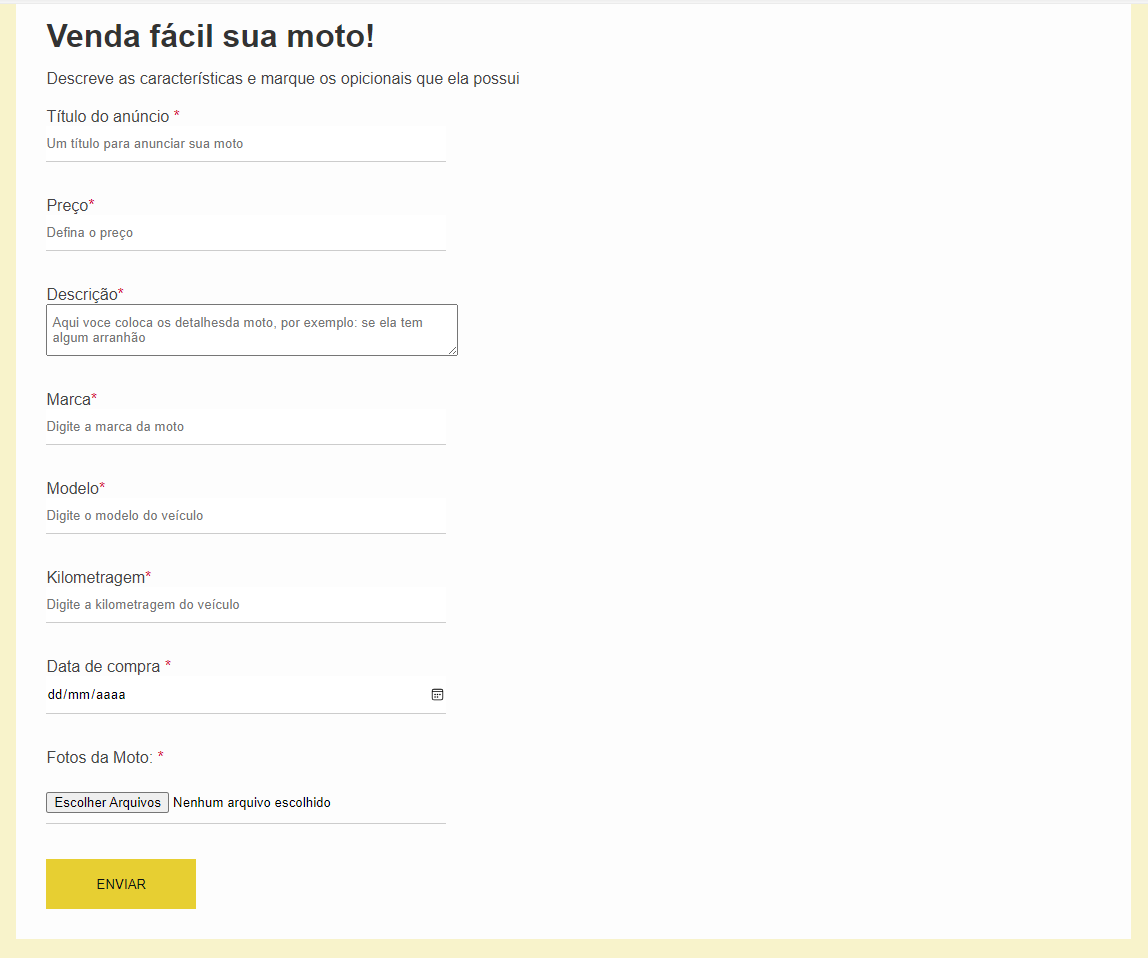 Venda fácil sua moto!
Descreve as características e marque os opicionais que ela possui
Título do anúncio *
Um título para anunciar sua moto
Preço*
Defina o preço
Descrição*
Aqui voce coloca os detalhesda moto, por exemplo: se ela tem
algum arranhão
Marca*
Digite a marca da moto
Modelo*
Digite o modelo do veículo
Kilometragem*
Digite a kilometragem do veículo
Data de compra *
dd/mm/aaaa
Fotos da Moto: *
Escolher Arquivos Nenhum arquivo escolhido
ENVIAR